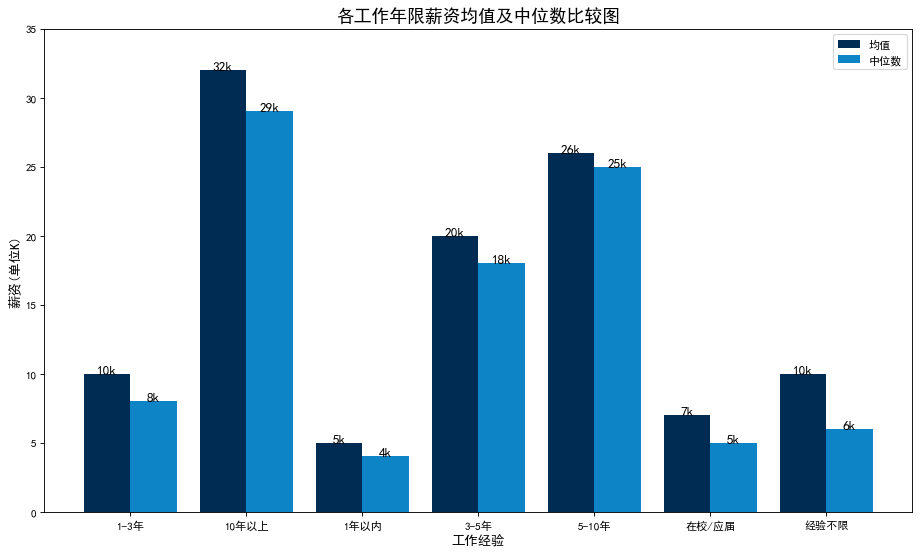 各工作年限薪资均值及中位数比较图
均值
中位数
薪资(单位K)
35
30
25
20
15
10
5
0
10k
8k
32k
29k
5k
4k
20k
18k
26k
25k
7k
5k
10k
6k
1-3年
10年以上
1年以内
3-5年
5-10年
在校/应届
经验不限
工作经验